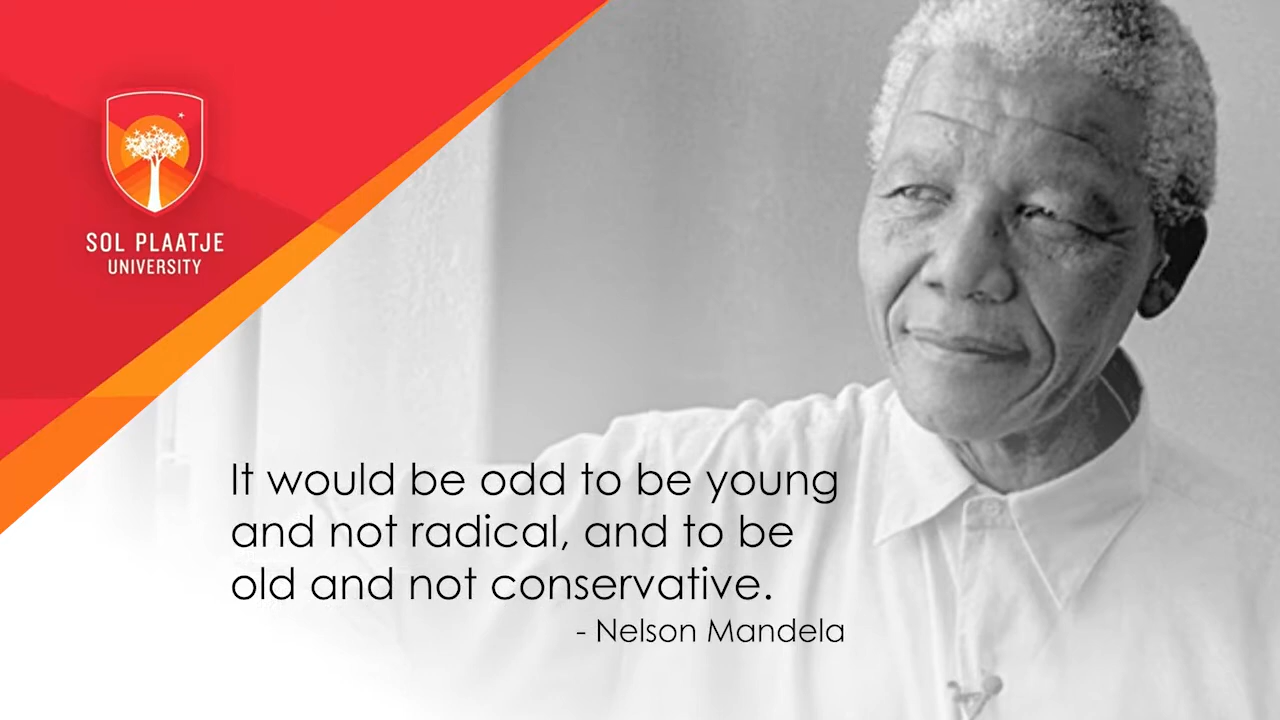 SOL PLAATJE
UNIVERSITY
It would be odd to be young
and not radical, and to be
old and not conservative.
- Nelson Mandela